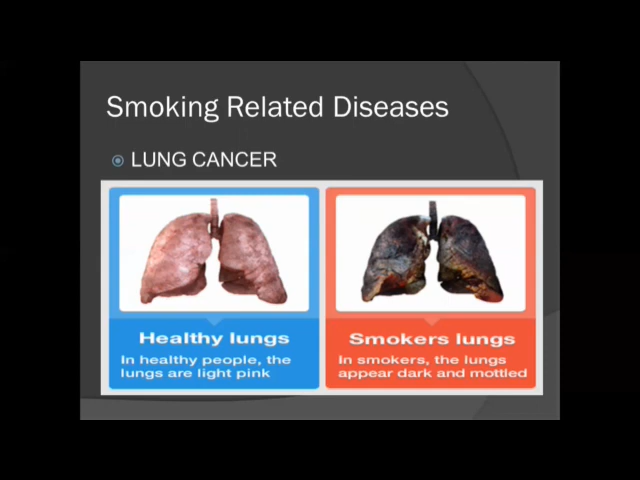 Smoking Related Diseases
LUNG CANCER
Healthy lungs
In healthy people, the
lungs are light pink
Smokers lungs
In smokers, the lungs
appear dark and mottled